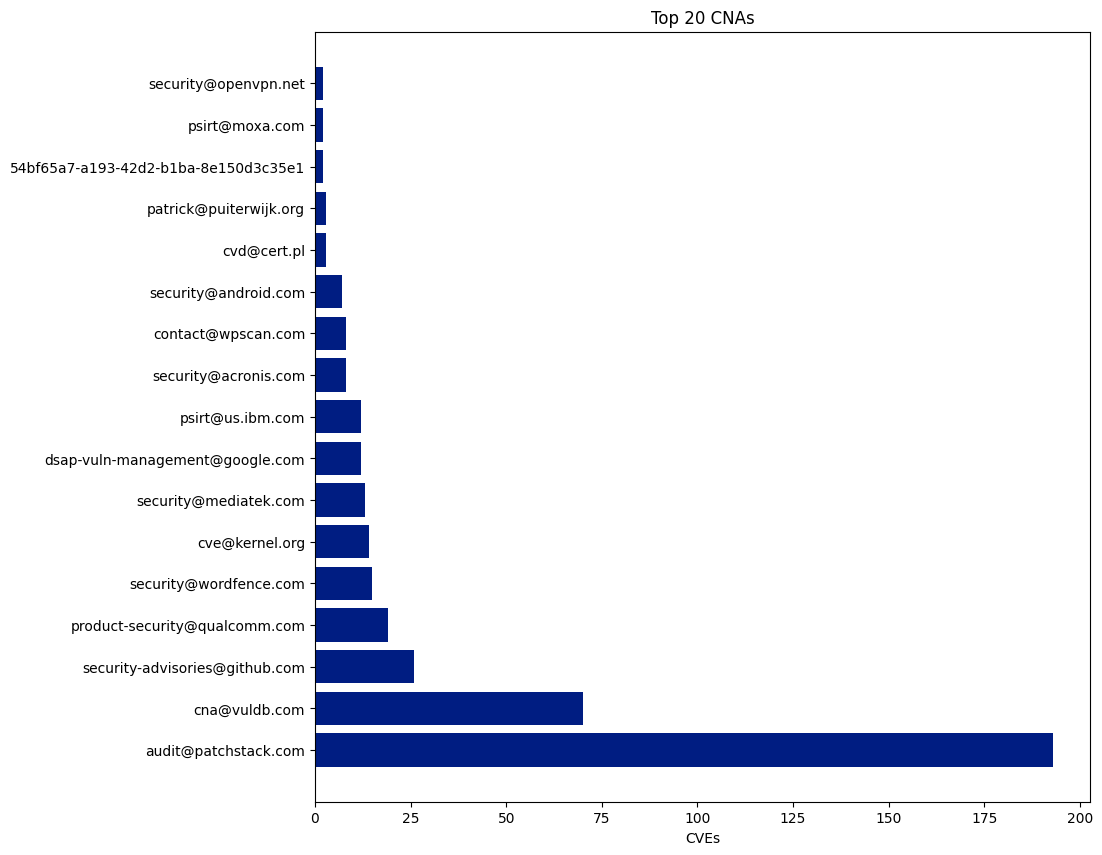 Top 20 CNAs
security@openvpn.net
psirt@moxa.com
54bf65a7-a193-42d2-b1ba-8e150d3c35e1
patrick@puiterwijk.org
cvd@cert.pl
security@android.com
contact@wpscan.com
security@acronis.com
psirt@us.ibm.com
dsap-vuln-management@google.com
security@mediatek.com
cve@kernel.org
security@wordfence.com
product-security@qualcomm.com
security-advisories@github.com
cna@vuldb.com
audit@patchstack.com
0 25 50 75 100 125 150 175 200
CVEs